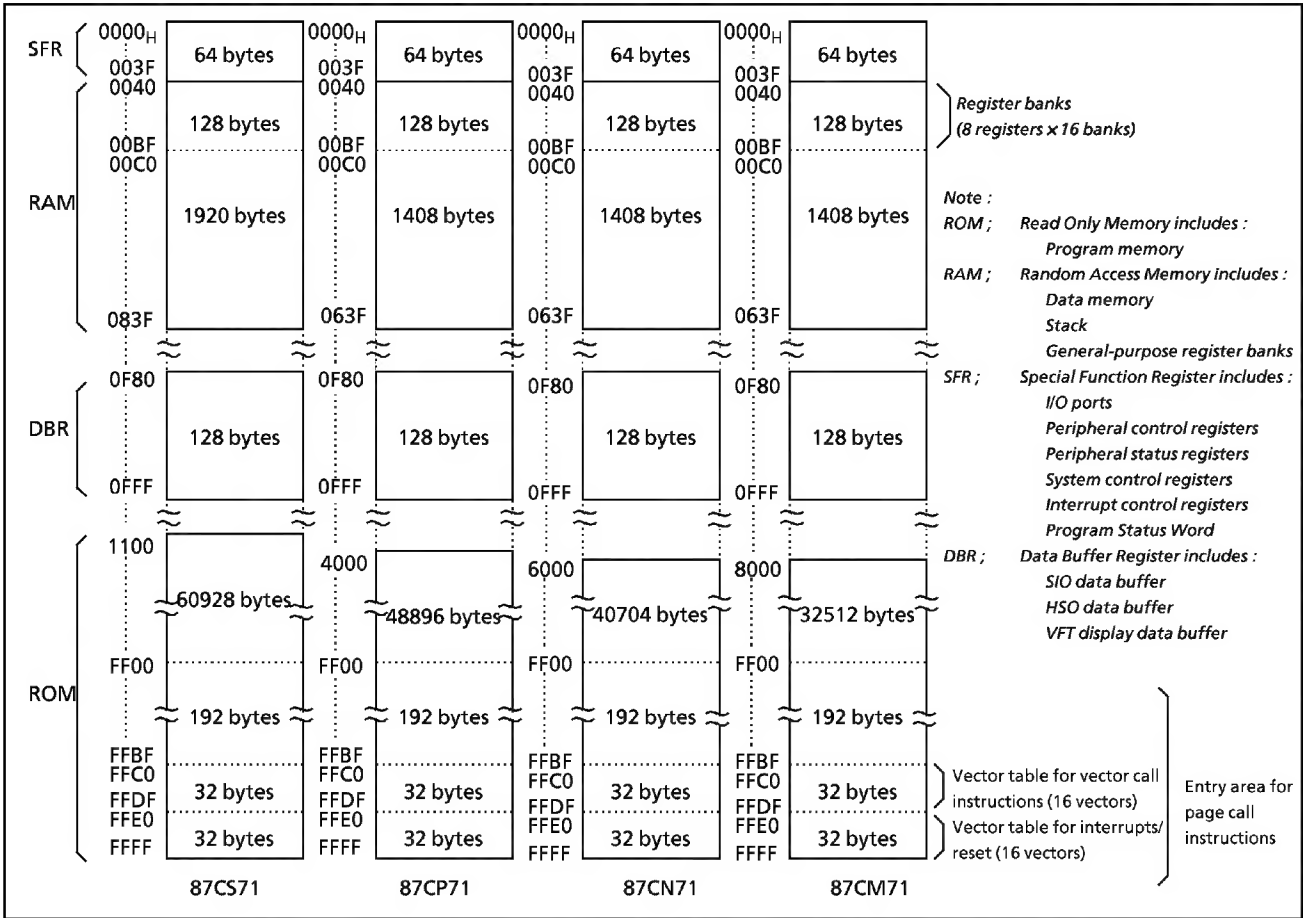 SFR
RAM
DBR
ROM
0000H
003F
0040
00BF
00C0
083F
0F80
0FFF
1100
FF00
FFBF
FFC0
FFDF
FFE0
FFFF
64 bytes
128 bytes
1920 bytes
128 bytes
60928 bytes
192 bytes
32 bytes
32 bytes
87CS71
0000H
003F
0040
00BF
00C0
063F
0F80
0FFF
4000
FF00
FFBF
FFC0
FFDF
FFE0
FFFF
64 bytes
128 bytes
1408 bytes
128 bytes
48896 bytes
192 bytes
32 bytes
32 bytes
87CP71
0000H
003F
0040
00BF
00C0
063F
0F80
0FFF
6000
FF00
FFBF
FFC0
FFDF
FFE0
FFFF
64 bytes
128 bytes
1408 bytes
128 bytes
40704 bytes
192 bytes
32 bytes
32 bytes
87CN71
0000H
003F
0040
00BF
00C0
063F
0F80
0FFF
8000
FF00
FFBF
FFC0
FFDF
FFE0
FFFF
64 bytes
128 bytes
1408 bytes
128 bytes
32512 bytes
192 bytes
32 bytes
32 bytes
87CM71
Register banks
(8 registers × 16 banks)
Note :
ROM ; Read Only Memory includes :
Program memory
RAM ; Random Access Memory includes :
Data memory
Stack
General-purpose register banks
SFR ; Special Function Register includes :
I/O ports
Peripheral control registers
Peripheral status registers
System control registers
Interrupt control registers
Program Status Word
DBR ; Data Buffer Register includes :
SIO data buffer
HSO data buffer
VFT display data buffer
Vector table for vector call
instructions (16 vectors)
Vector table for interrupts/
reset (16 vectors)
Entry area for
page call
instructions